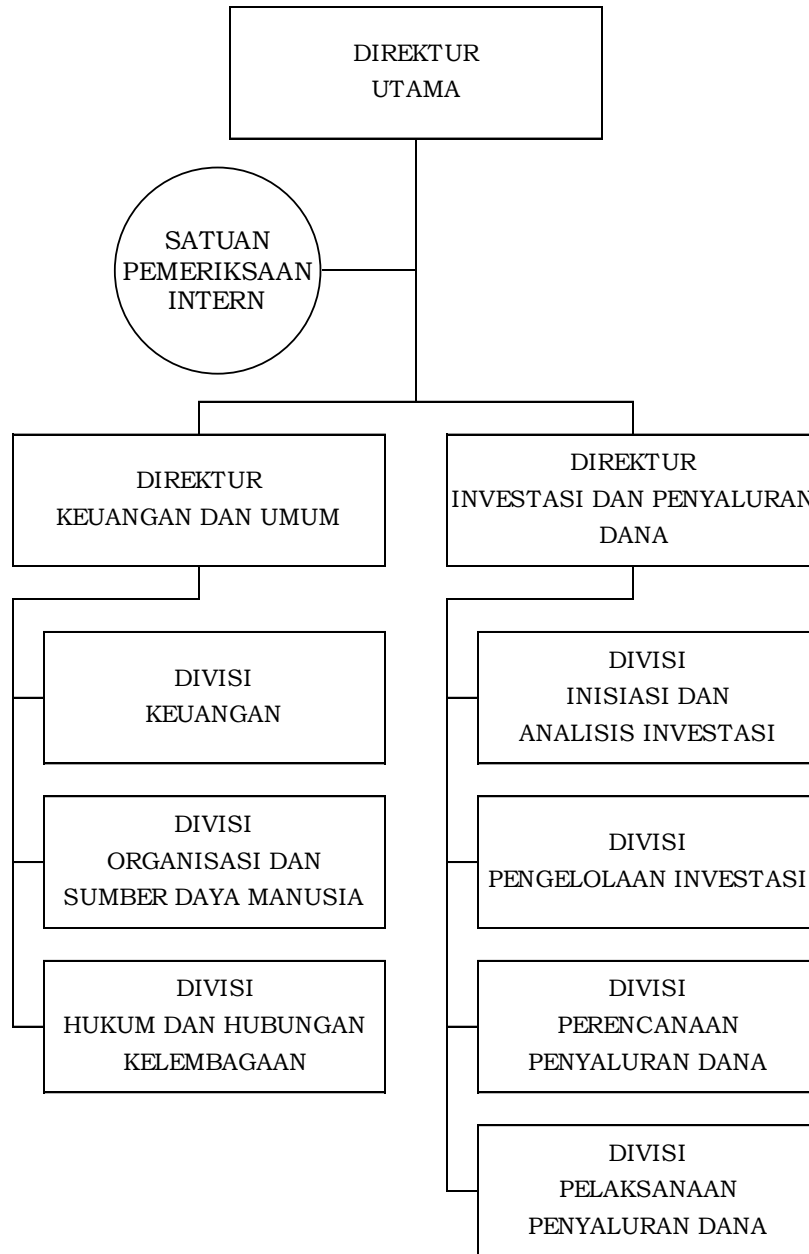 DIREKTUR
UTAMA
SATUAN
PEMERIKSAAN
INTERN
DIREKTUR
KEUANGAN DAN UMUM
DIREKTUR
INVESTASI DAN PENYALURAN
DANA
DIVISI
KEUANGAN
DIVISI
ORGANISASI DAN
SUMBER DAYA MANUSIA
DIVISI
HUKUM DAN HUBUNGAN
KELEMBAGAAN
DIVISI
INISIASI DAN
ANALISIS INVESTASI
DIVISI
PENGELOLAAN INVESTASI
DIVISI
PERENCANAAN
PENYALURAN DANA
DIVISI
PELAKSANAAN
PENYALURAN DANA